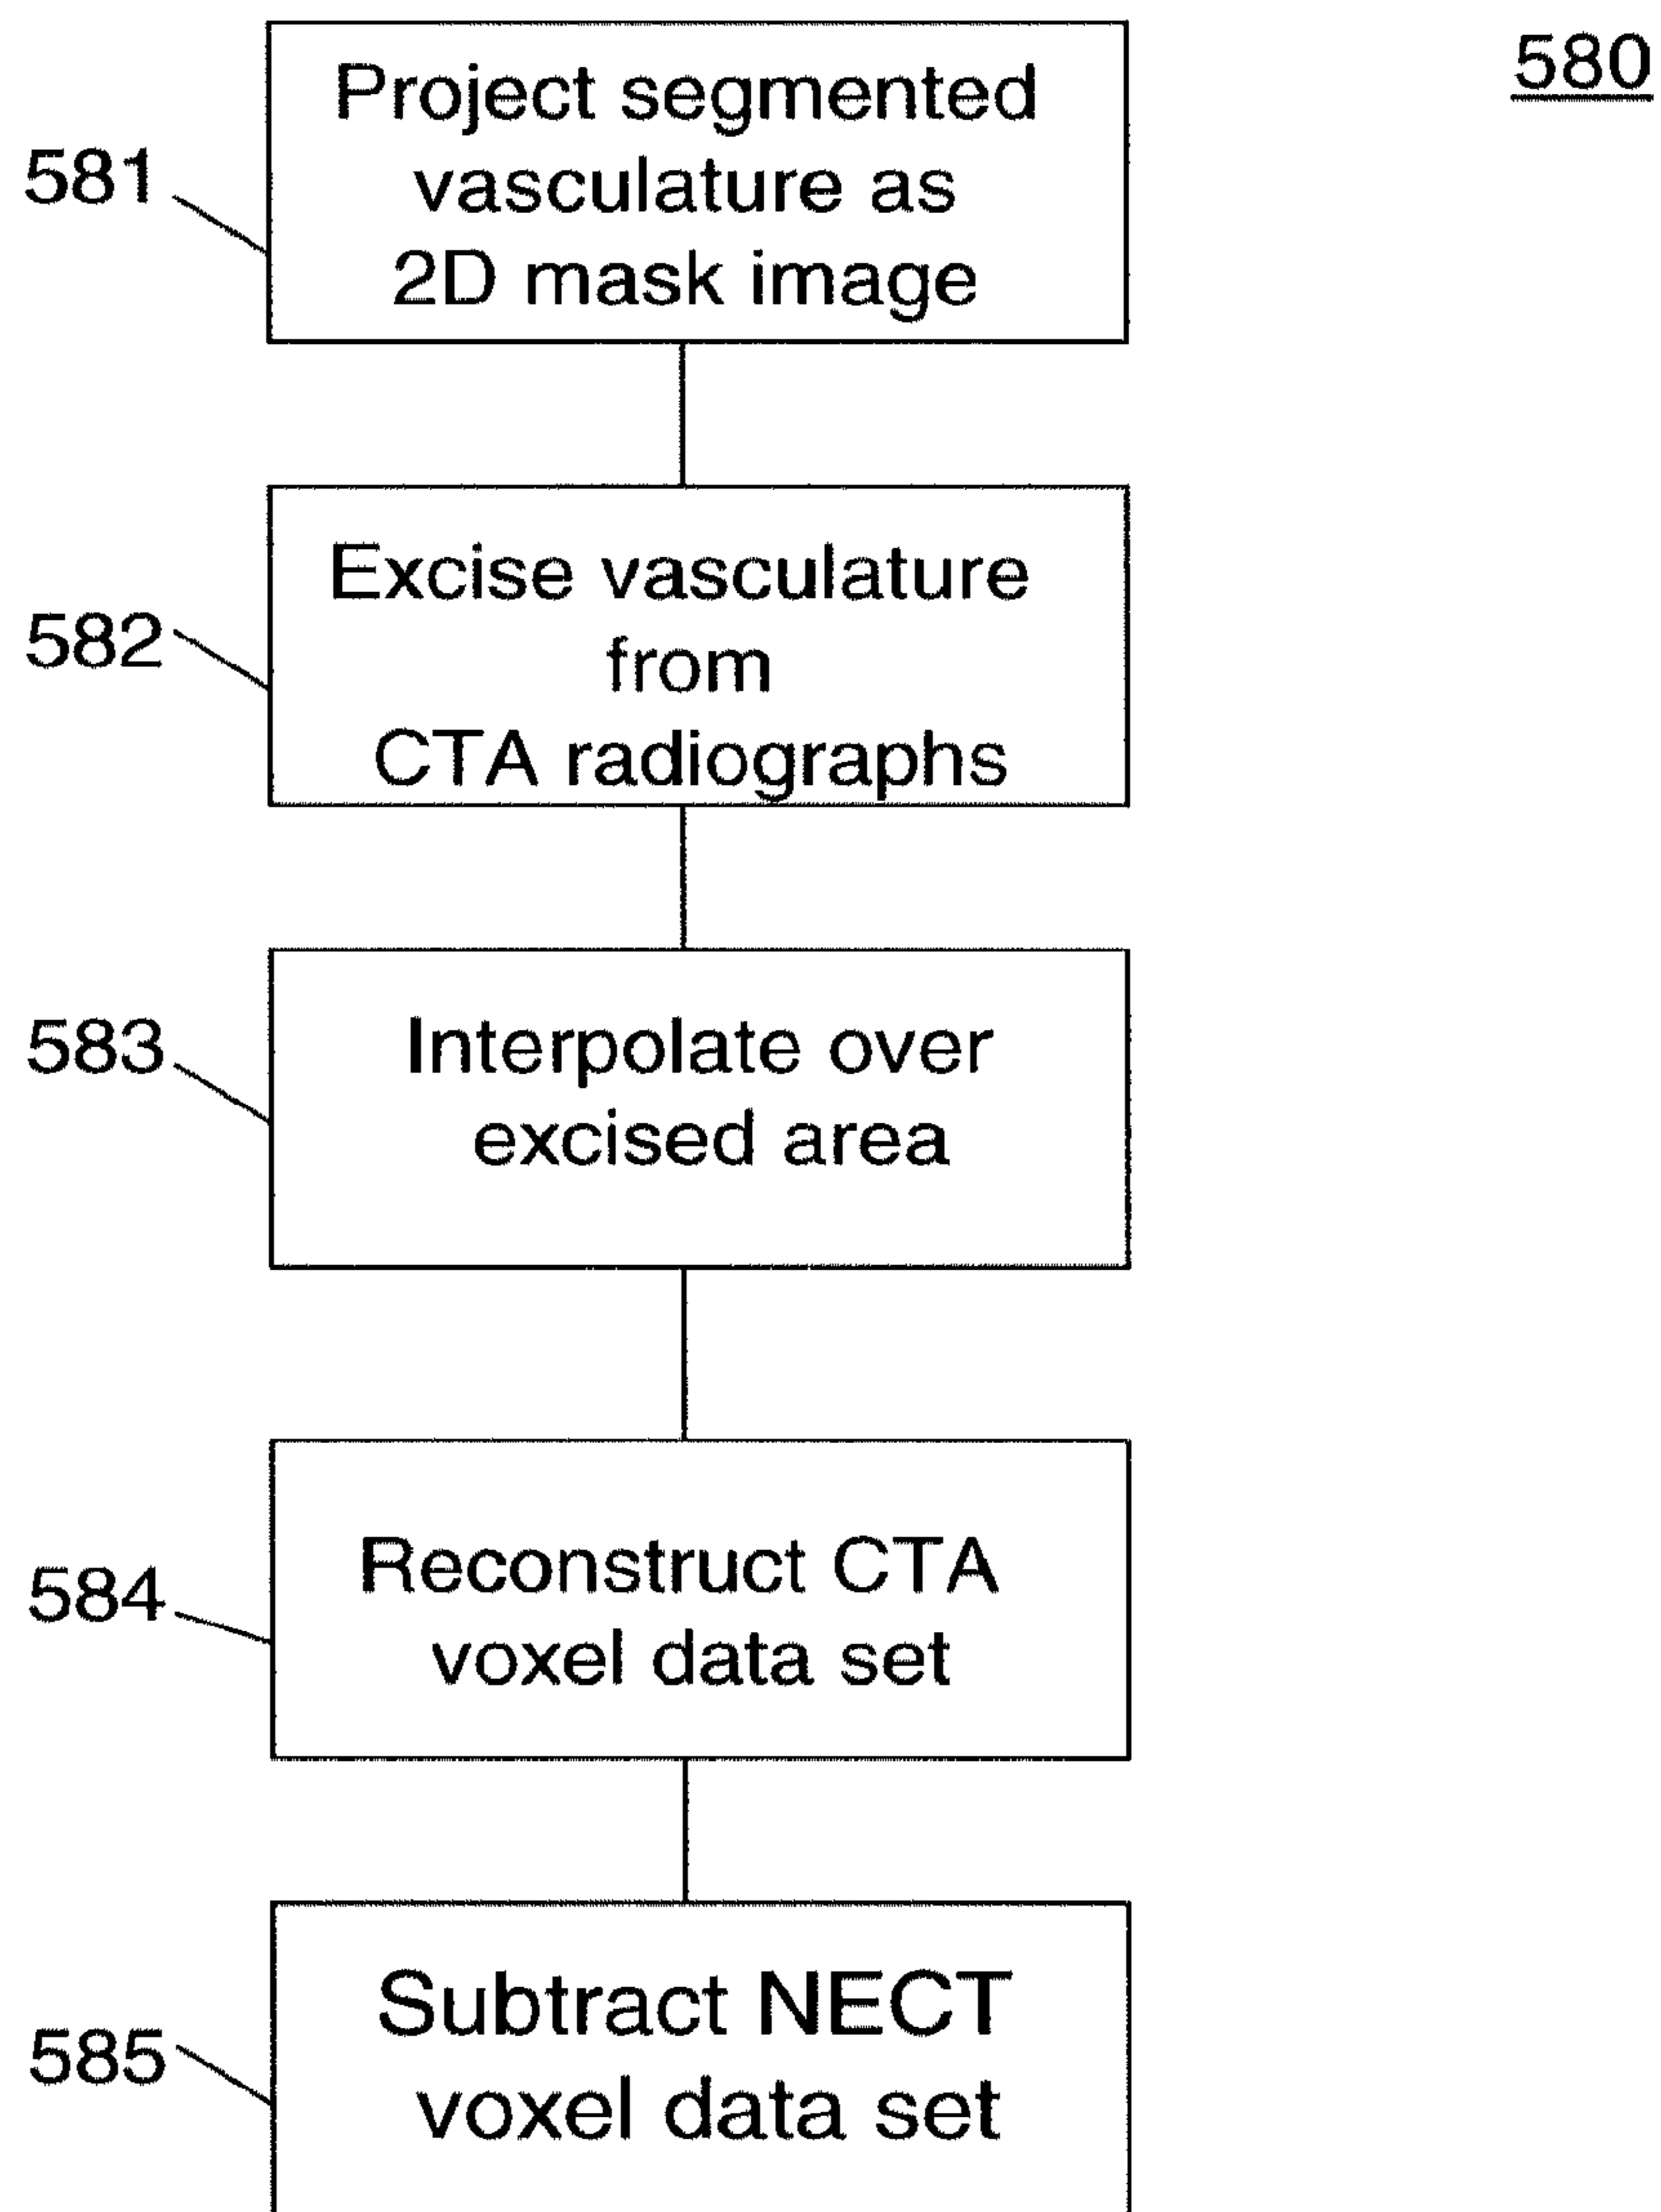 580
581
Project segmented
vasculature as
2D mask image
582
Excise vasculature
from
CTA radiographs
583
Interpolate over
excised area
584
Reconstruct CTA
voxel data set
585
Subtract NECT
voxel data set